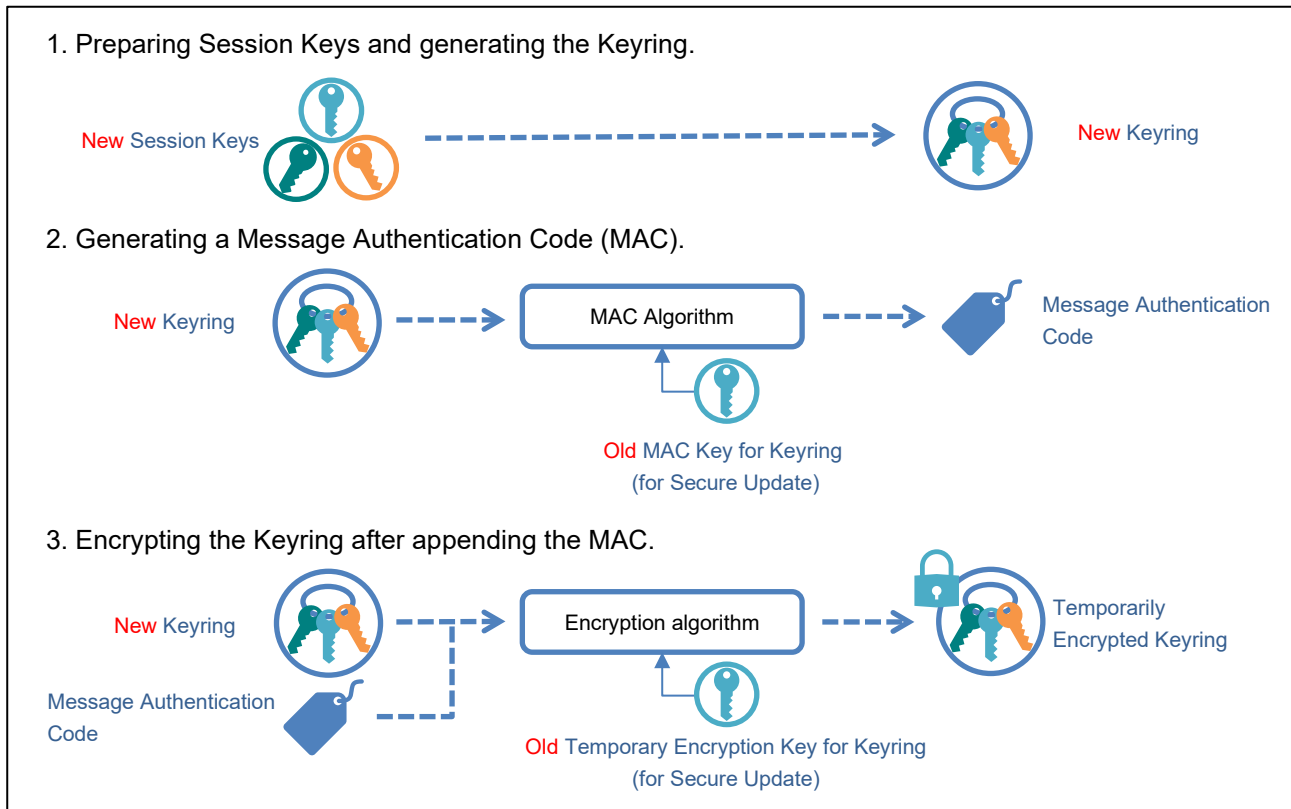 1. Preparing Session Keys and generating the Keyring.
New Session Keys
New Keyring
2. Generating a Message Authentication Code (MAC).
New Keyring
MAC Algorithm
Message Authentication
Code
Old MAC Key for Keyring
(for Secure Update)
3. Encrypting the Keyring after appending the MAC.
New Keyring
Encryption algorithm
Temporarily
Encrypted Keyring
Message Authentication
Code
Old Temporary Encryption Key for Keyring
(for Secure Update)